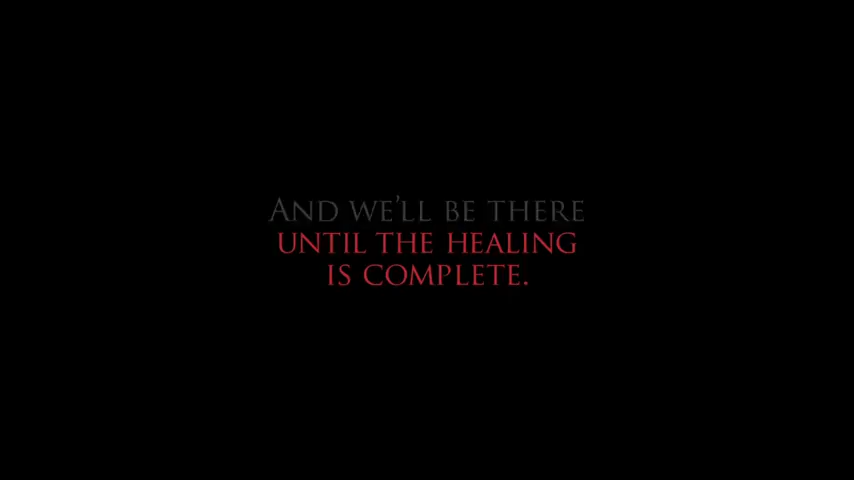 And we'll be there
until the healing
is complete.